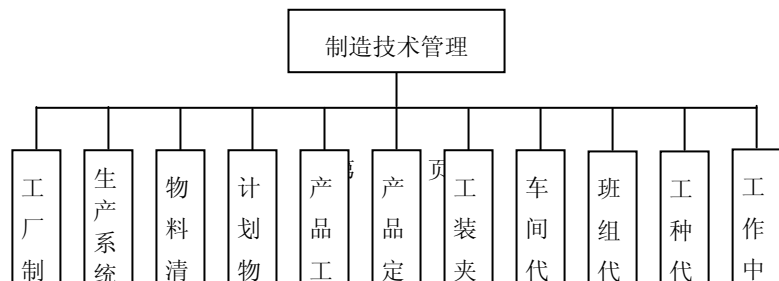 制造技术管理
第 页
工厂制
生产系统
物料清
计划物
产品工
产品定
工装夹
车间代
班组代
工种代
工作中